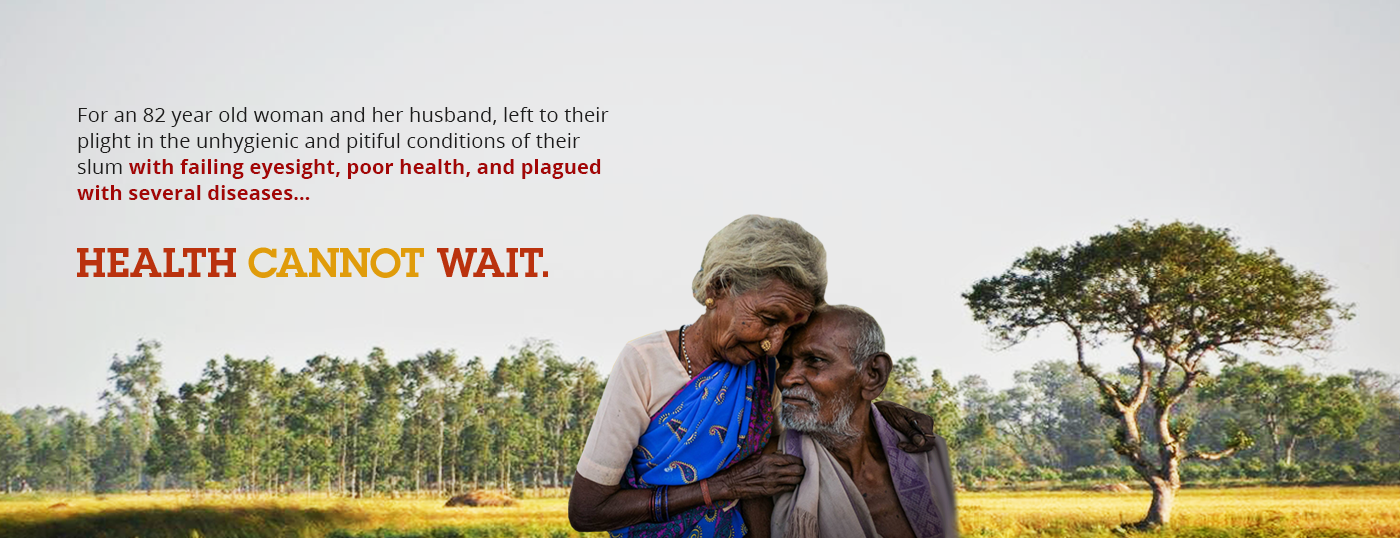 For an 82 year old woman and her husband, left to their
plight in the unhygienic and pitiful conditions of their
slum with failing eyesight, poor health, and plagued
with several diseases...
HEALTH CANNOT WAIT.